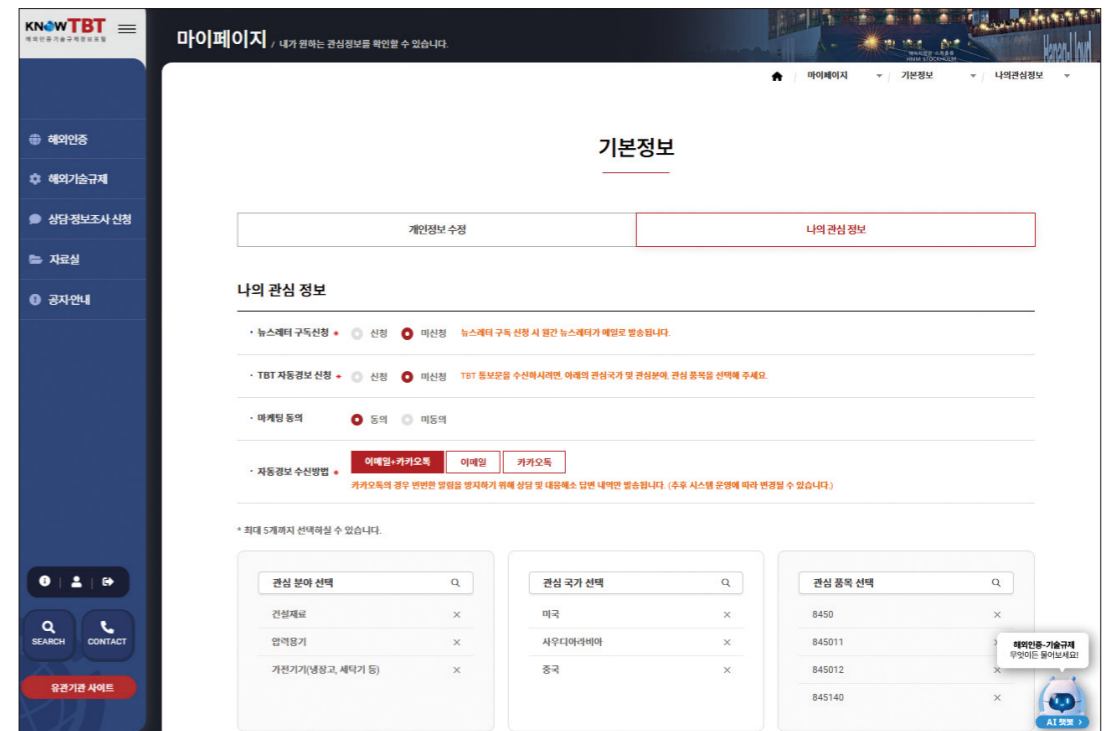 KNOWTBT
해외인증기술규제정보포털
마이페이지 / 내가 원하는 관심정보를 확인할 수 있습니다.
마이페이지 / 기본정보 / 나의관심정보
해외인증
해외기술규제
상담·정보조사 신청
자료실
공지·안내
SEARCH
CONTACT
유관기관 사이트
기본정보
개인정보 수정
나의 관심 정보
나의 관심 정보
· 뉴스레터 구독신청 * 신청 미신청 뉴스레터 구독 신청 시 월간 뉴스레터가 메일로 발송됩니다.
· TBT 자동경보 신청 * 신청 미신청 TBT 통보문을 수신하시려면, 아래의 관심국가 및 관심분야, 관심 품목을 선택해 주세요.
· 마케팅 동의 동의 미동의
· 자동경보 수신방법 * 이메일+카카오톡 이메일 카카오톡
카카오톡의 경우 빈번한 알림을 방지하기 위해 상담 및 대응해소 답변 내역만 발송됩니다. (추후 시스템 운영에 따라 변경될 수 있습니다.)
* 최대 5개까지 선택하실 수 있습니다.
관심 분야 선택
건설재료
압력용기
가전기기(냉장고, 세탁기 등)
관심 국가 선택
미국
사우디아라비아
중국
관심 품목 선택
8450
845011
845012
845140
해외인증·기술규제
무엇이든 물어보세요!
AI 챗봇 >